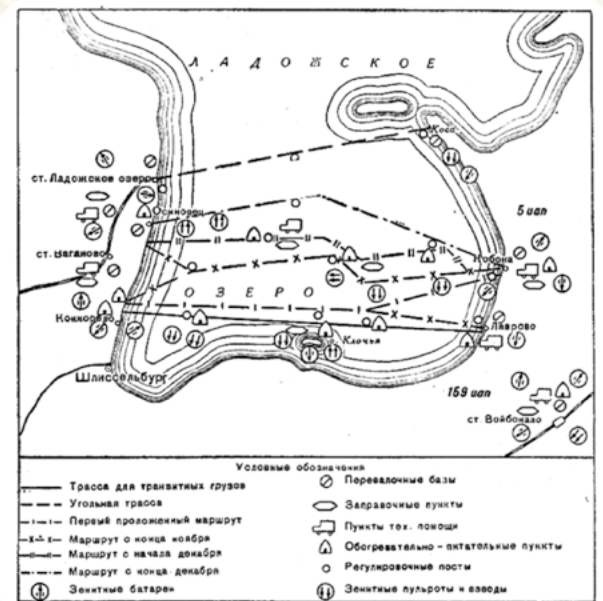 ЛАДОЖСКОЕ
Коса
ст. Ладожское озеро
Осиновец
5 иап
ст. Ваганово
Кобона
ОЗЕРО
Коккорево
Лаврово
Клочья
Шлиссельбург
159 иап
ст. Войбокало
Условные обозначения
Трасса для транзитных грузов
Угольная трасса
Первый проложенный маршрут
Маршрут с конца ноября
Маршрут с начала декабря
Маршрут с конца декабря
Зенитные батареи
Перевалочные базы
Заправочные пункты
Пункты тех. помощи
Обогревательно-питательные пункты
Регулировочные посты
Зенитные пульроты и взводы